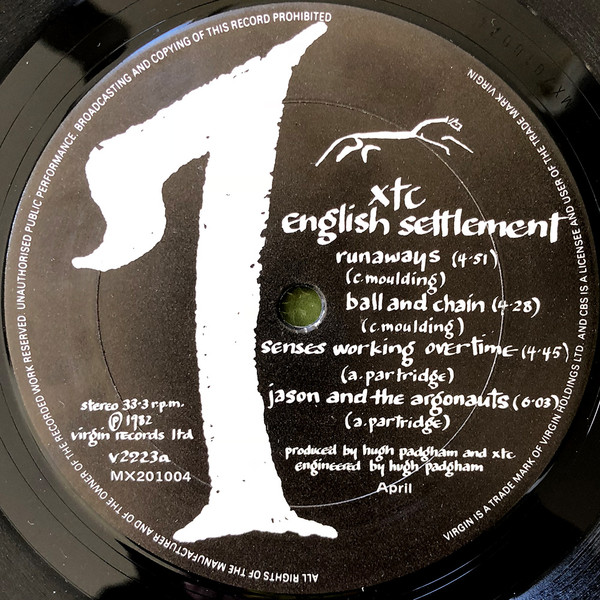 ALL RIGHTS OF THE MANUFACTURER AND OF THE OWNER OF THE RECORDED WORK RESERVED. UNAUTHORISED PUBLIC PERFORMANCE, BROADCASTING AND COPYING OF THIS RECORD PROHIBITED
VIRGIN IS A TRADE MARK OF VIRGIN HOLDINGS LTD. AND CBS IS A LICENSEE AND USER OF THE TRADE MARK VIRGIN.
1
xtc
english settlement
runaways (4·51)
(c.moulding)
ball and chain (4·28)
(c.moulding)
senses working overtime (4·45)
(a.partridge)
jason and the argonauts (6·03)
(a.partridge)
stereo 33·3 r.p.m.
℗ 1982
virgin records ltd
v2223a
MX201004
produced by hugh padgham and xtc
engineered by hugh padgham
April